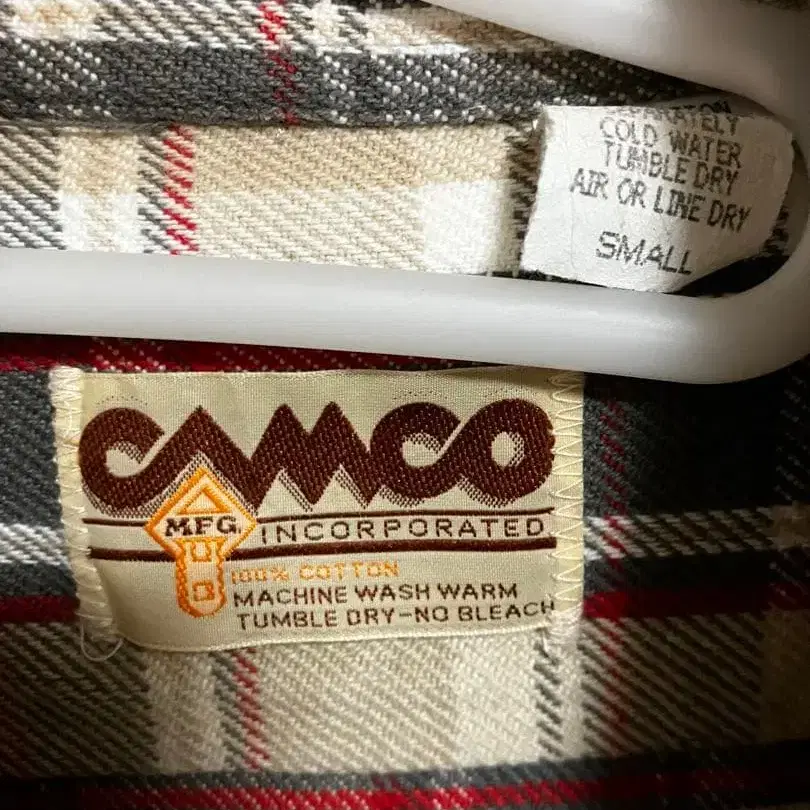 COLD WATER
TUMBLE DRY
AIR OR LINE DRY
SMALL
CAMCO
MFG. INCORPORATED
100% COTTON
MACHINE WASH WARM
TUMBLE DRY-NO BLEACH